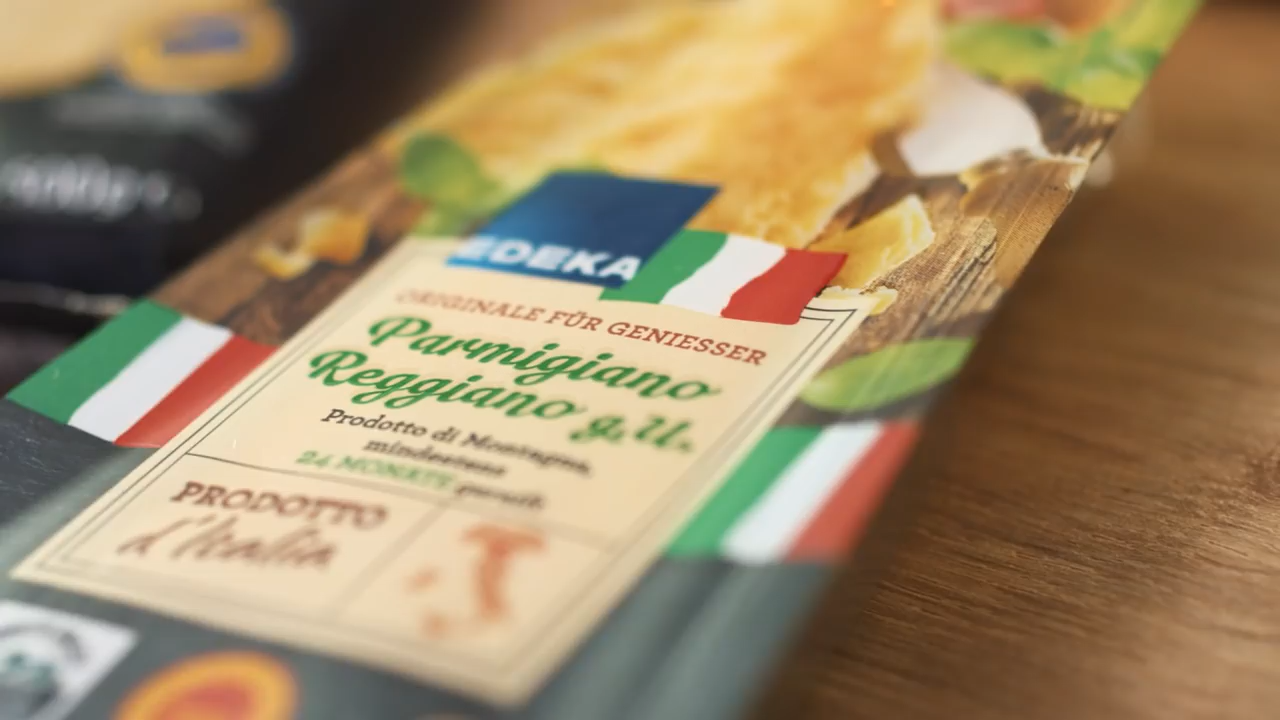 EDEKA
ORIGINALE FÜR GENIESSER
Parmigiano
Reggiano g.U.
Prodotto di Montagna,
mindestens
24 MONATE gereift.
PRODOTTO
d'Italia